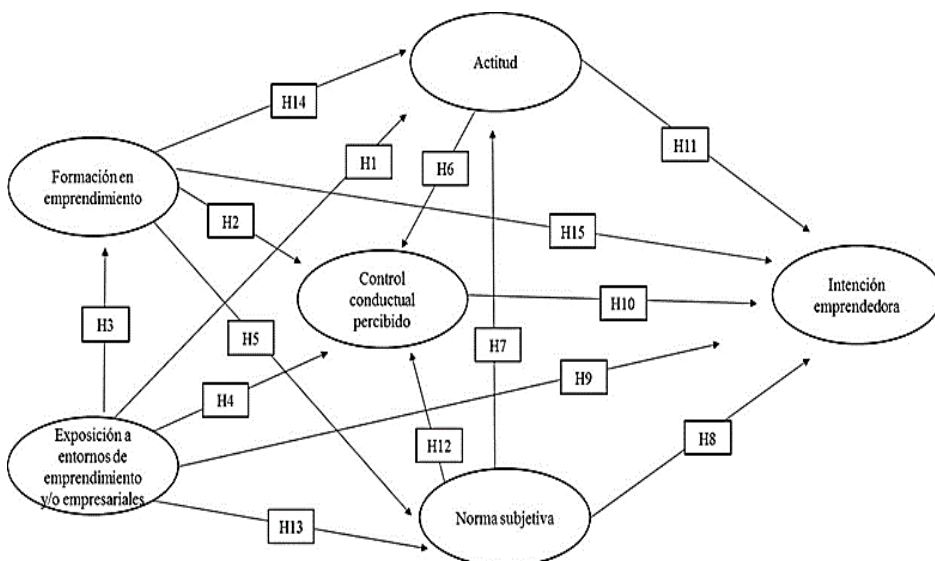 Actitud
H14
H1
H11
H6
Formación en
emprendimiento
H2
H15
Control
conductual
percibido
Intención
emprendedora
H10
H3
H5
H7
H9
H4
Exposición a
entornos de
emprendimiento
y/o empresariales
H12
H8
H13
Norma subjetiva